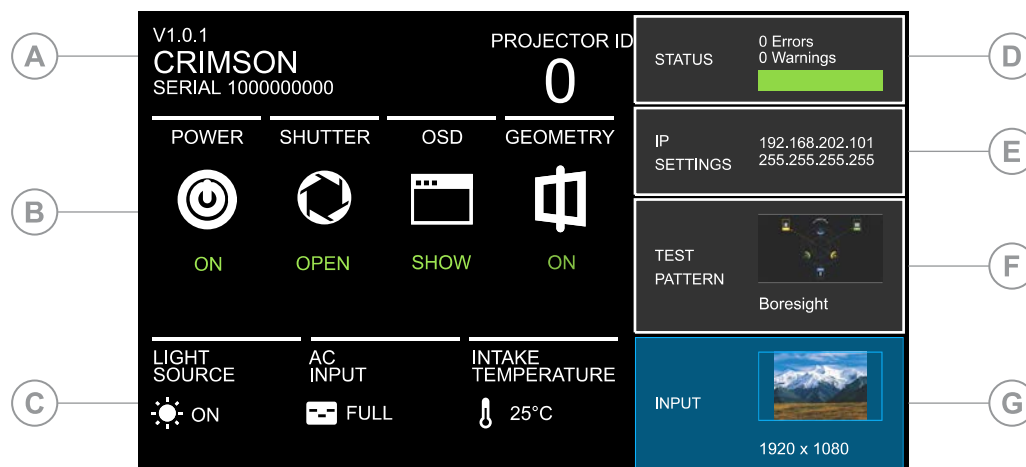 A
V1.0.1
CRIMSON
SERIAL 1000000000
PROJECTOR ID
0
POWER
SHUTTER
OSD
GEOMETRY
B
ON
OPEN
SHOW
ON
LIGHT
SOURCE
AC
INPUT
INTAKE
TEMPERATURE
C
ON
FULL
25°C
STATUS
0 Errors
0 Warnings
D
IP
SETTINGS
192.168.202.101
255.255.255.255
E
TEST
PATTERN
Boresight
F
INPUT
1920 x 1080
G